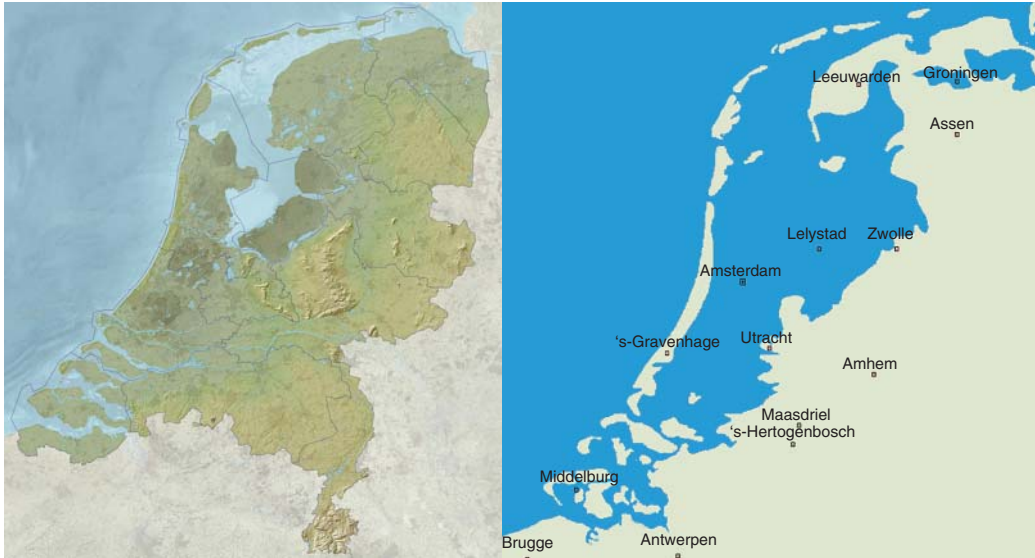 Leeuwarden
Groningen
Assen
Lelystad
Zwolle
Amsterdam
‘s-Gravenhage
Utracht
Amhem
Maasdriel
‘s-Hertogenbosch
Middelburg
Brugge
Antwerpen